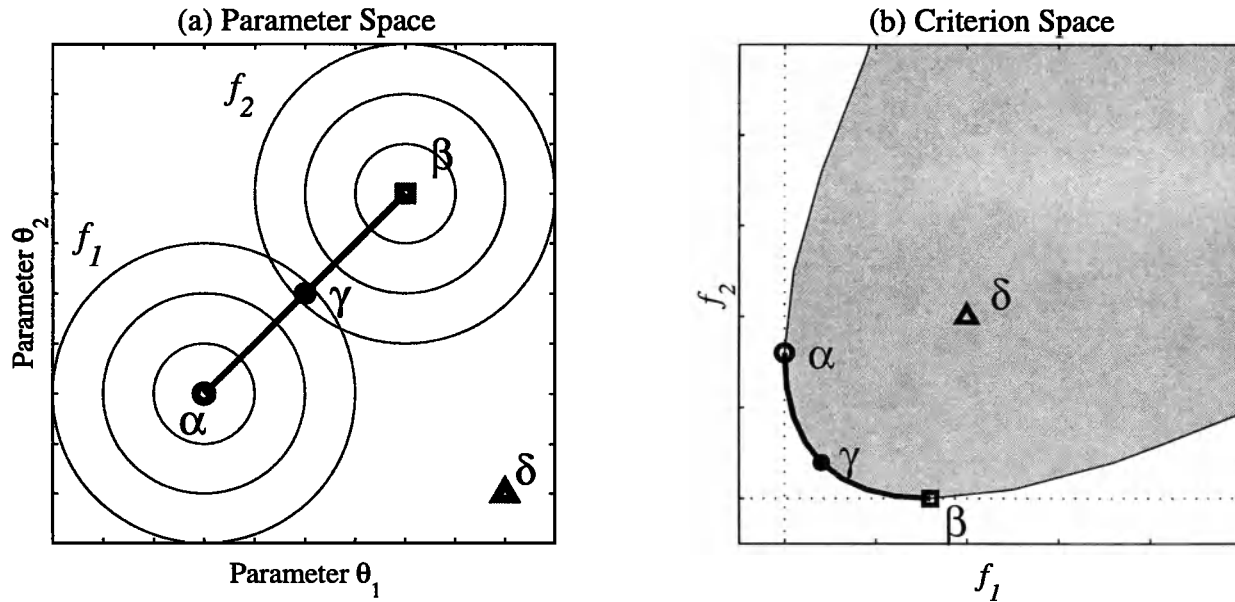 (a) Parameter Space
f₂
β
Parameter θ₂
f₁
γ
α
δ
Parameter θ₁
(b) Criterion Space
f₂
δ
α
γ
β
f₁